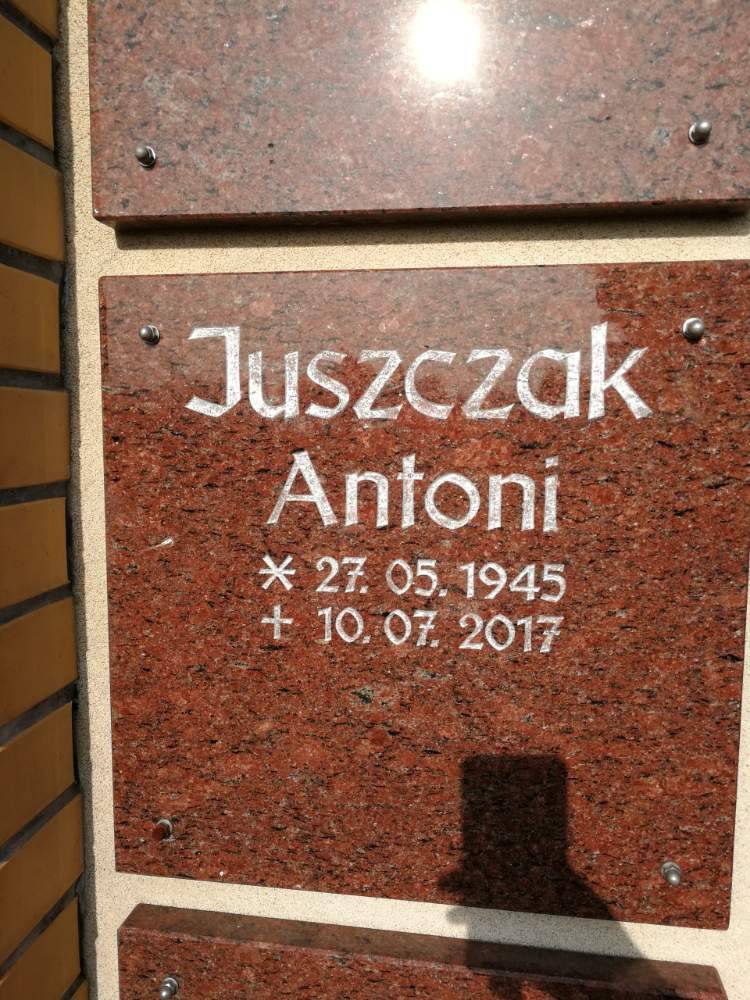 Juszczak
Antoni
* 27. 05. 1945
+ 10. 07. 2017